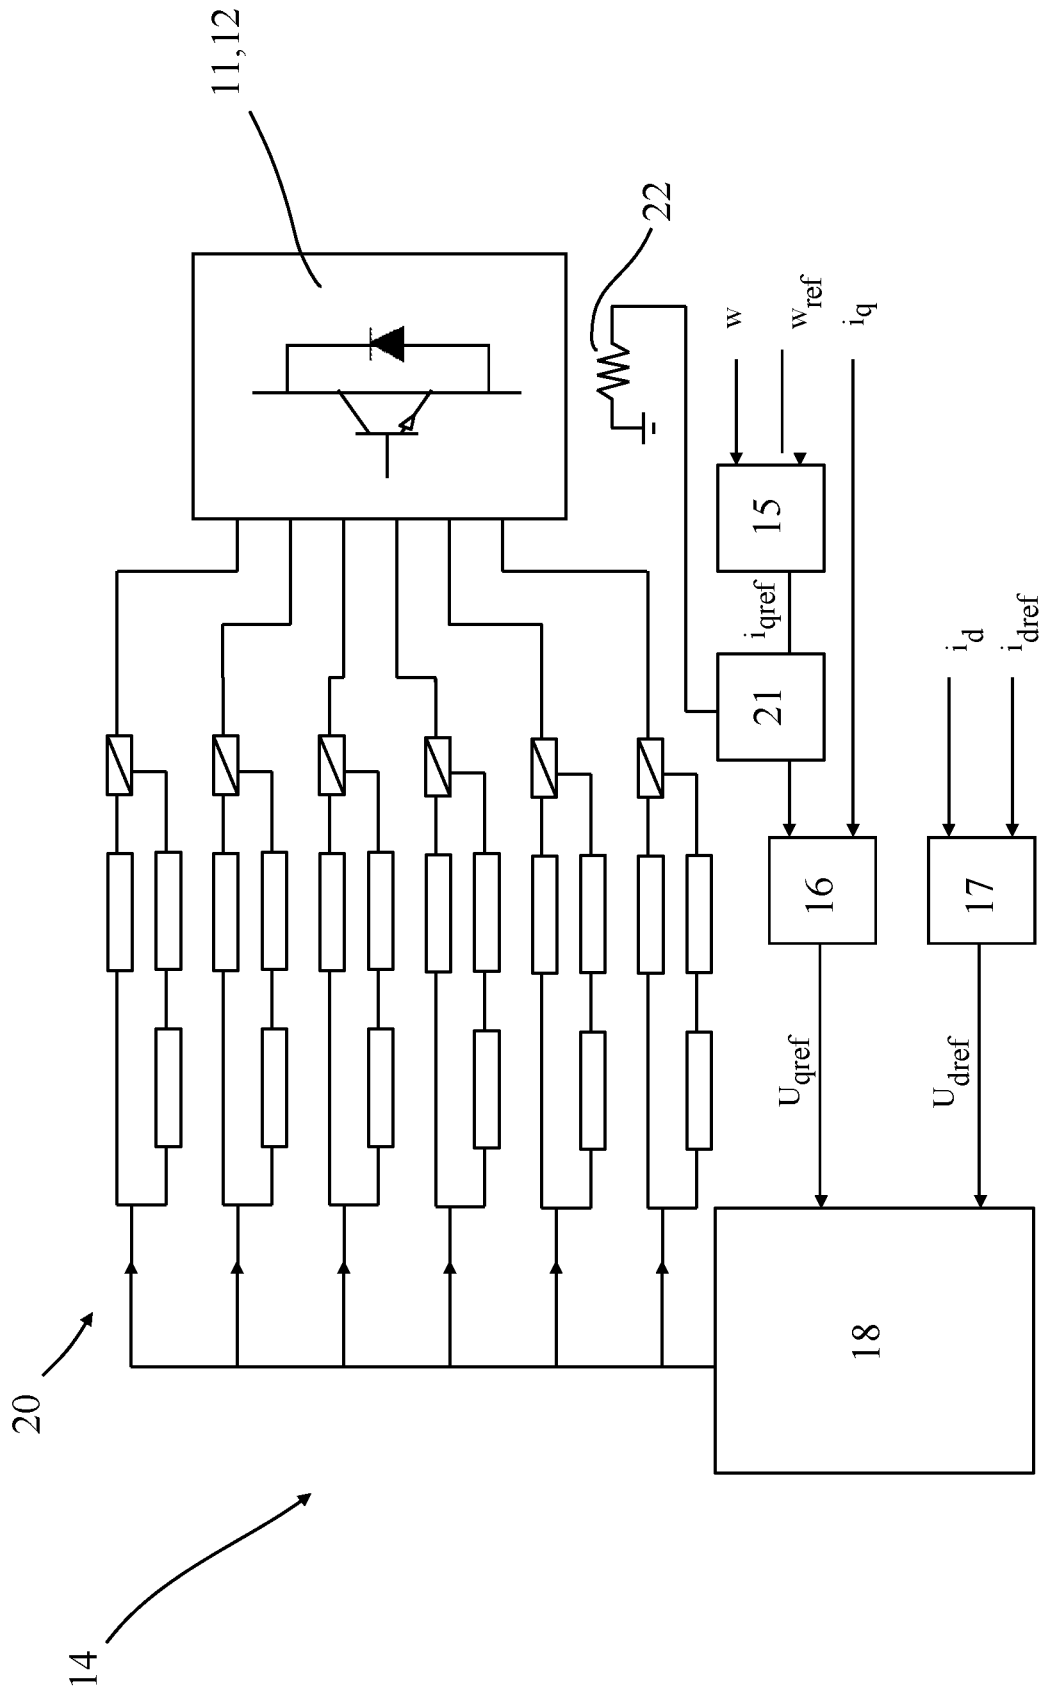 14
20
18
U_qref
U_dref
16
17
21
i_qref
15
i_d
i_dref
w
w_ref
i_q
22
11,12